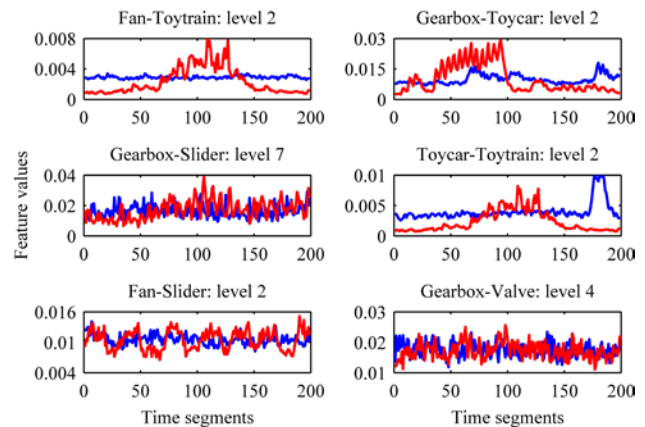 Fan-Toytrain: level 2
0.008
0.004
0
0 50 100 150 200
Gearbox-Toycar: level 2
0.03
0.015
0
0 50 100 150 200
Gearbox-Slider: level 7
0.04
0.02
0
0 50 100 150 200
Toycar-Toytrain: level 2
0.01
0.005
0
0 50 100 150 200
Feature values
Fan-Slider: level 2
0.016
0.01
0.004
0 50 100 150 200
Time segments
Gearbox-Valve: level 4
0.03
0.02
0.01
0 50 100 150 200
Time segments